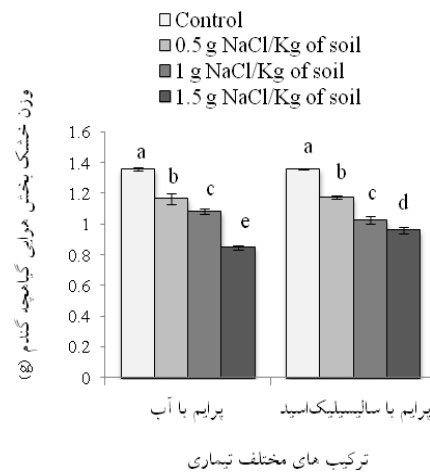 Control
0.5 g NaCl/Kg of soil
1 g NaCl/Kg of soil
1.5 g NaCl/Kg of soil
وزن خشک بخش هوایی گیاهچه گندم (g)
1.6
1.4
1.2
1
0.8
0.6
0.4
0.2
0
a
b
c
e
a
b
c
d
پرایم با آب
پرایم با سالیسیلیک‌اسید
ترکیب های مختلف تیماری